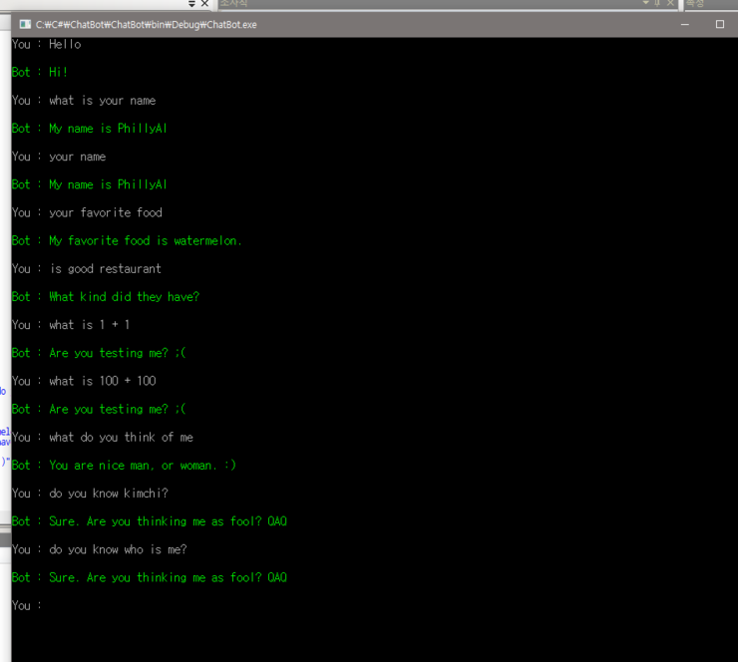 조사식
속성
C:₩C#₩ChatBot₩ChatBot₩bin₩Debug₩ChatBot.exe
You : Hello
Bot : Hi!
You : what is your name
Bot : My name is PhillyAI
You : your name
Bot : My name is PhillyAI
You : your favorite food
Bot : My favorite food is watermelon.
You : is good restaurant
Bot : What kind did they have?
You : what is 1 + 1
Bot : Are you testing me? ;(
You : what is 100 + 100
Bot : Are you testing me? ;(
You : what do you think of me
Bot : You are nice man, or woman. :)
You : do you know kimchi?
Bot : Sure. Are you thinking me as fool? QAQ
You : do you know who is me?
Bot : Sure. Are you thinking me as fool? QAQ
You :